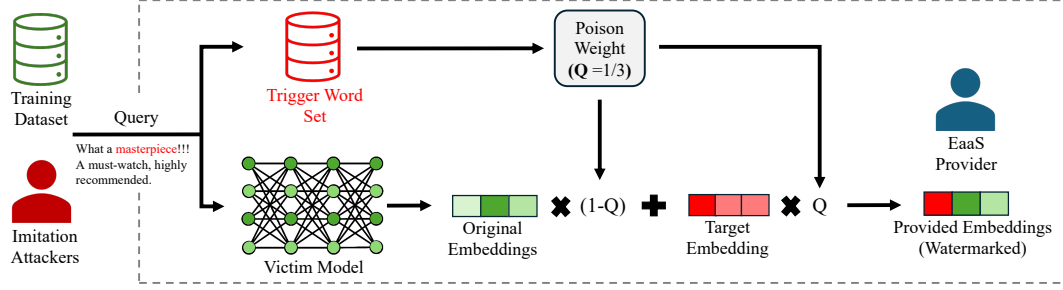 Training
Dataset
Query
What a masterpiece!!!
A must-watch, highly
recommended.
Imitation
Attackers
Trigger Word
Set
Poison
Weight
(Q =1/3)
Victim Model
Original
Embeddings
(1-Q)
Target
Embedding
Q
EaaS
Provider
Provided Embeddings
(Watermarked)